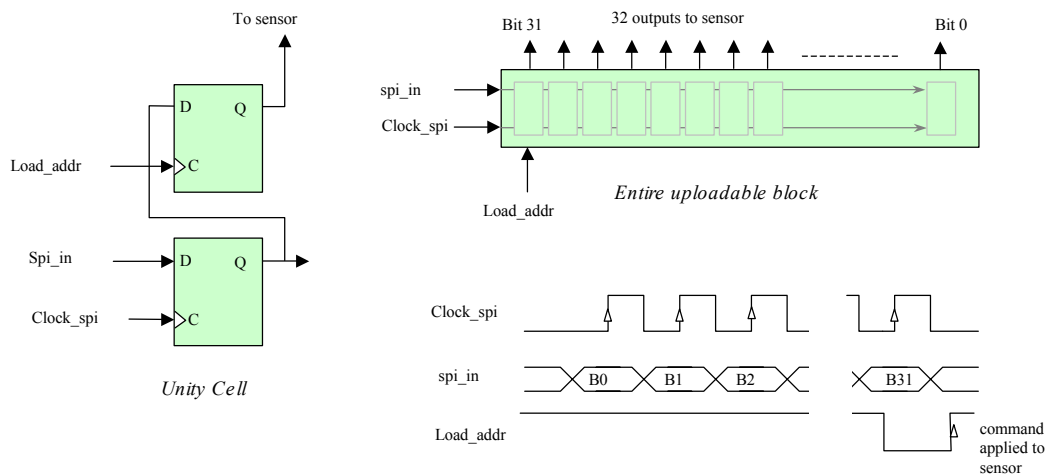 To sensor
D
Q
Load_addr
C
Spi_in
D
Q
Clock_spi
C
Unity Cell
Bit 31
32 outputs to sensor
Bit 0
spi_in
Clock_spi
Load_addr
Entire uploadable block
Clock_spi
spi_in
B0
B1
B2
B31
Load_addr
command
applied to
sensor